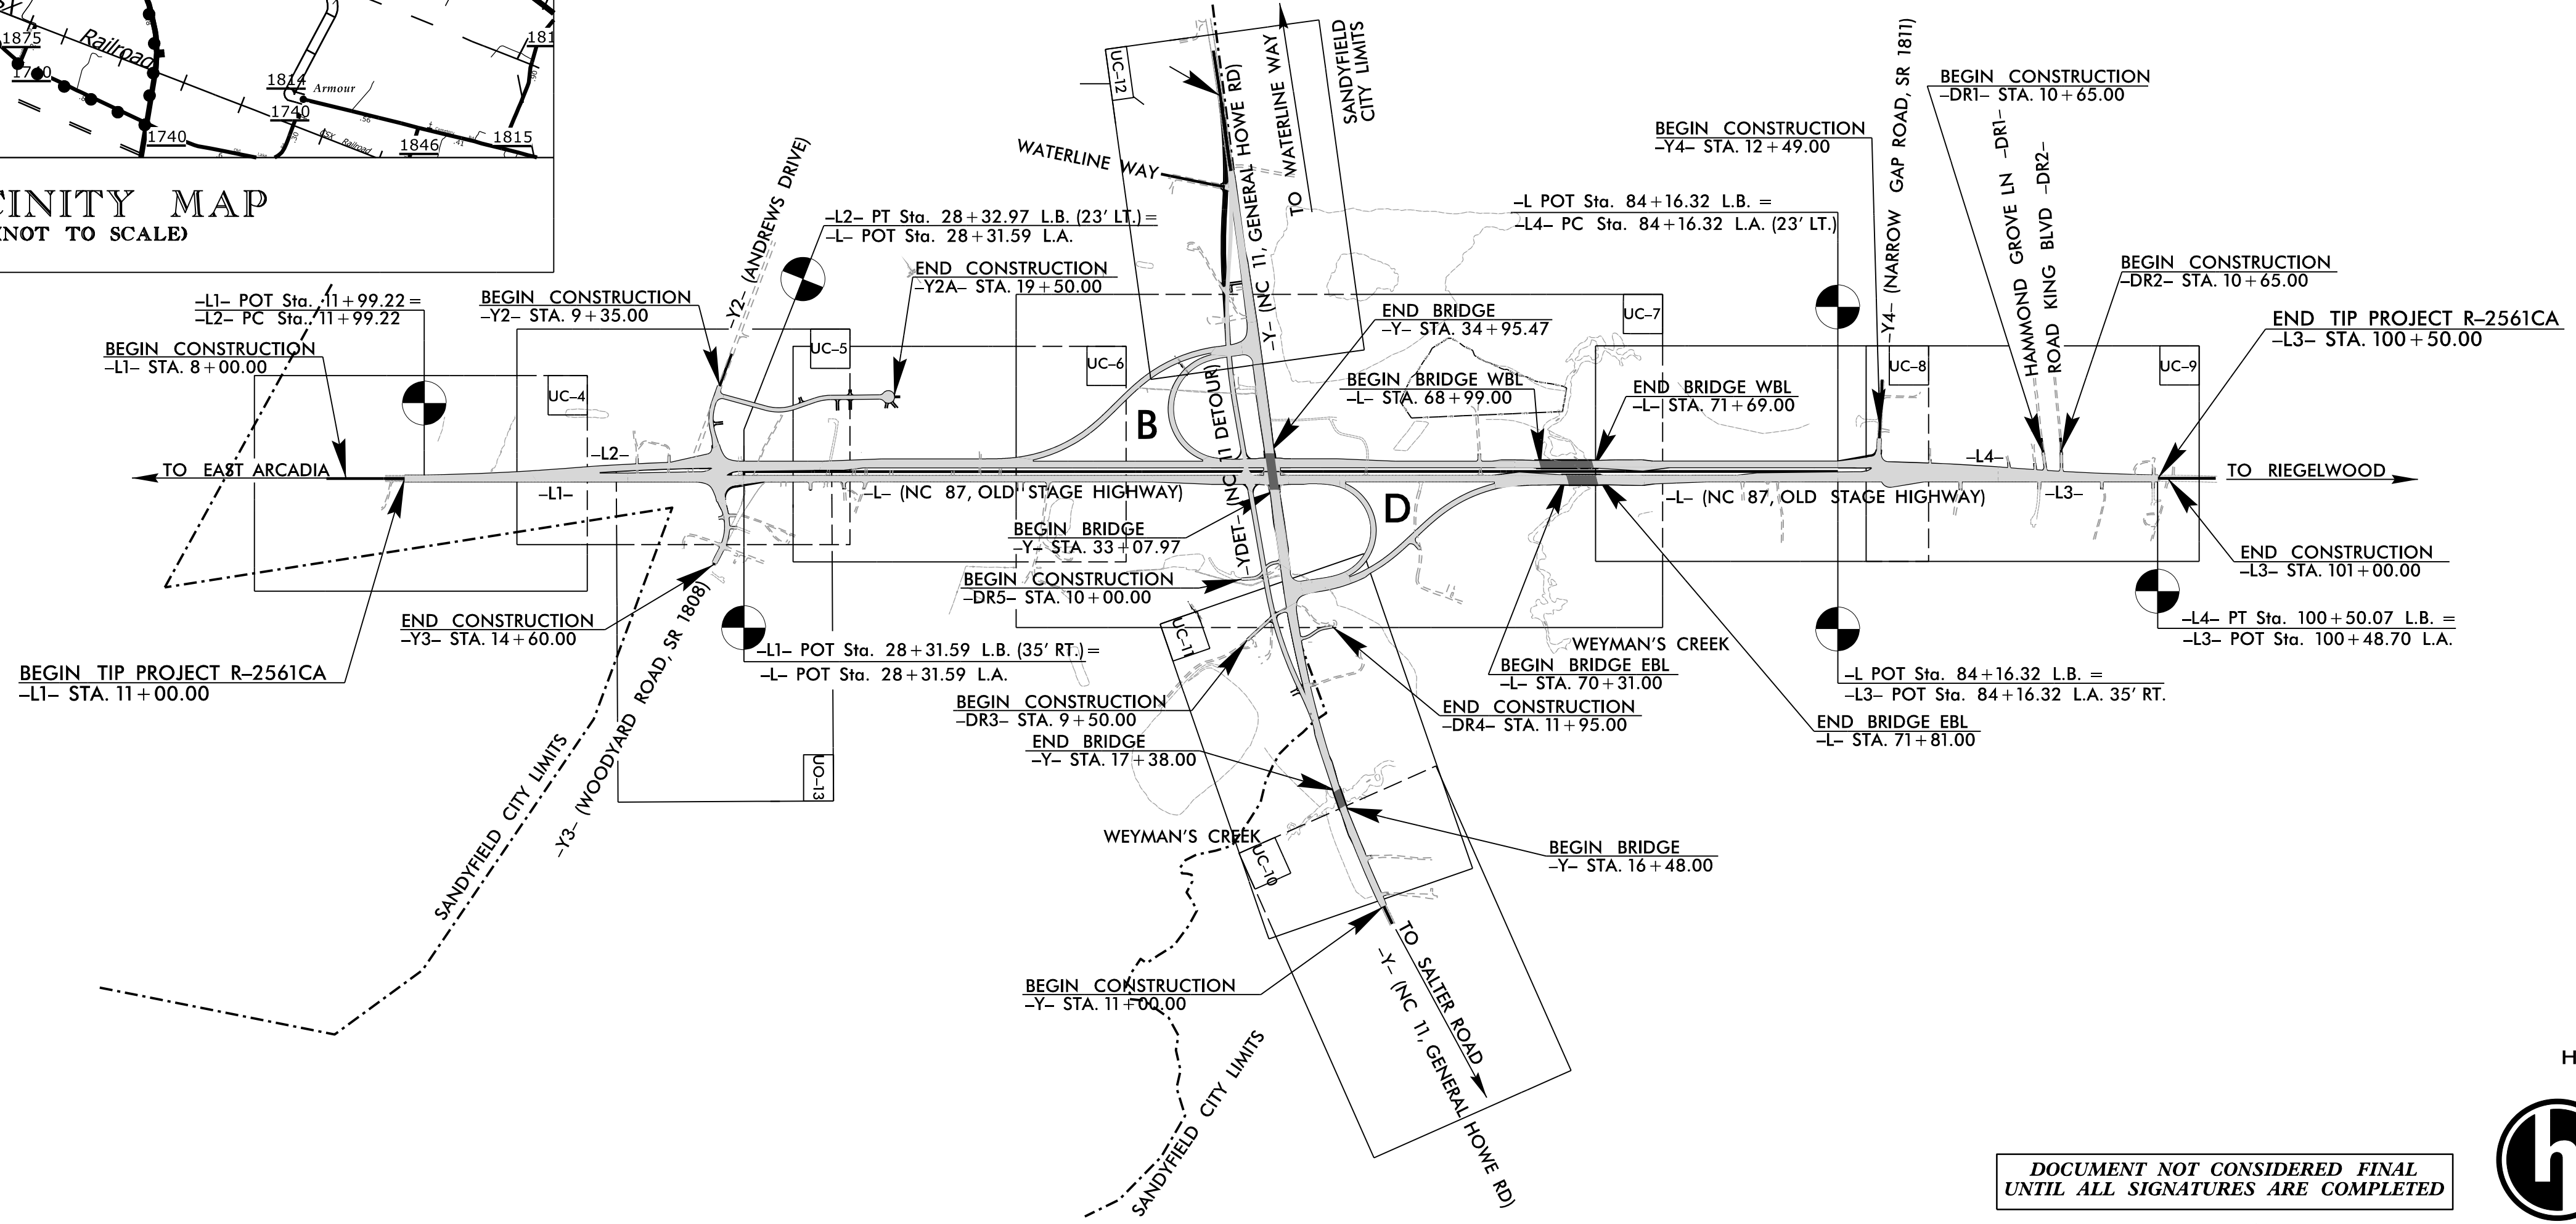 1875
Railroad
1740
1814
Armour
1740
1740
CSX Railroad
1846
1815
181
.56
.41
.30
.90
CINITY MAP
(NOT TO SCALE)
-L1- POT Sta. 11+99.22 =
-L2- PC Sta. 11+99.22
BEGIN CONSTRUCTION
-L1- STA. 8+00.00
BEGIN CONSTRUCTION
-Y2- STA. 9+35.00
-Y2- (ANDREWS DRIVE)
-L2- PT Sta. 28+32.97 L.B. (23' LT.) =
-L- POT Sta. 28+31.59 L.A.
END CONSTRUCTION
-Y2A- STA. 19+50.00
UC-4
UC-5
UC-6
UC-12
WATERLINE WAY
-Y- (NC 11, GENERAL HOWE RD)
TO WATERLINE WAY
SANDYFIELD
CITY LIMITS
END BRIDGE
-Y- STA. 34+95.47
BEGIN BRIDGE WBL
-L- STA. 68+99.00
END BRIDGE WBL
-L- STA. 71+69.00
UC-7
-L POT Sta. 84+16.32 L.B. =
-L4- PC Sta. 84+16.32 L.A. (23' LT.)
BEGIN CONSTRUCTION
-Y4- STA. 12+49.00
-Y4- (NARROW GAP ROAD, SR 1811)
BEGIN CONSTRUCTION
-DR1- STA. 10+65.00
HAMMOND GROVE LN -DR1-
ROAD KING BLVD -DR2-
BEGIN CONSTRUCTION
-DR2- STA. 10+65.00
END TIP PROJECT R-2561CA
-L3- STA. 100+50.00
UC-8
UC-9
TO EAST ARCADIA
-L2-
-L1-
-L- (NC 87, OLD STAGE HIGHWAY)
B
D
-YDET- (NC 11 DETOUR)
-L- (NC 87, OLD STAGE HIGHWAY)
-L4-
-L3-
TO RIEGELWOOD
BEGIN BRIDGE
-Y- STA. 33+07.97
BEGIN CONSTRUCTION
-DR5- STA. 10+00.00
END CONSTRUCTION
-L3- STA. 101+00.00
-L4- PT Sta. 100+50.07 L.B. =
-L3- POT Sta. 100+48.70 L.A.
END CONSTRUCTION
-Y3- STA. 14+60.00
BEGIN TIP PROJECT R-2561CA
-L1- STA. 11+00.00
-L1- POT Sta. 28+31.59 L.B. (35' RT.) =
-L- POT Sta. 28+31.59 L.A.
UC-11
WEYMAN'S CREEK
BEGIN BRIDGE EBL
-L- STA. 70+31.00
-L POT Sta. 84+16.32 L.B. =
-L3- POT Sta. 84+16.32 L.A. 35' RT.
BEGIN CONSTRUCTION
-DR3- STA. 9+50.00
END CONSTRUCTION
-DR4- STA. 11+95.00
END BRIDGE EBL
-L- STA. 71+81.00
END BRIDGE
-Y- STA. 17+38.00
UO-13
-Y3- (WOODYARD ROAD, SR 1808)
SANDYFIELD CITY LIMITS
WEYMAN'S CREEK
UC-10
BEGIN BRIDGE
-Y- STA. 16+48.00
BEGIN CONSTRUCTION
-Y- STA. 11+00.00
TO SALTER ROAD
-Y- (NC 11, GENERAL HOWE RD)
SANDYFIELD CITY LIMITS
H
h
DOCUMENT NOT CONSIDERED FINAL
UNTIL ALL SIGNATURES ARE COMPLETED